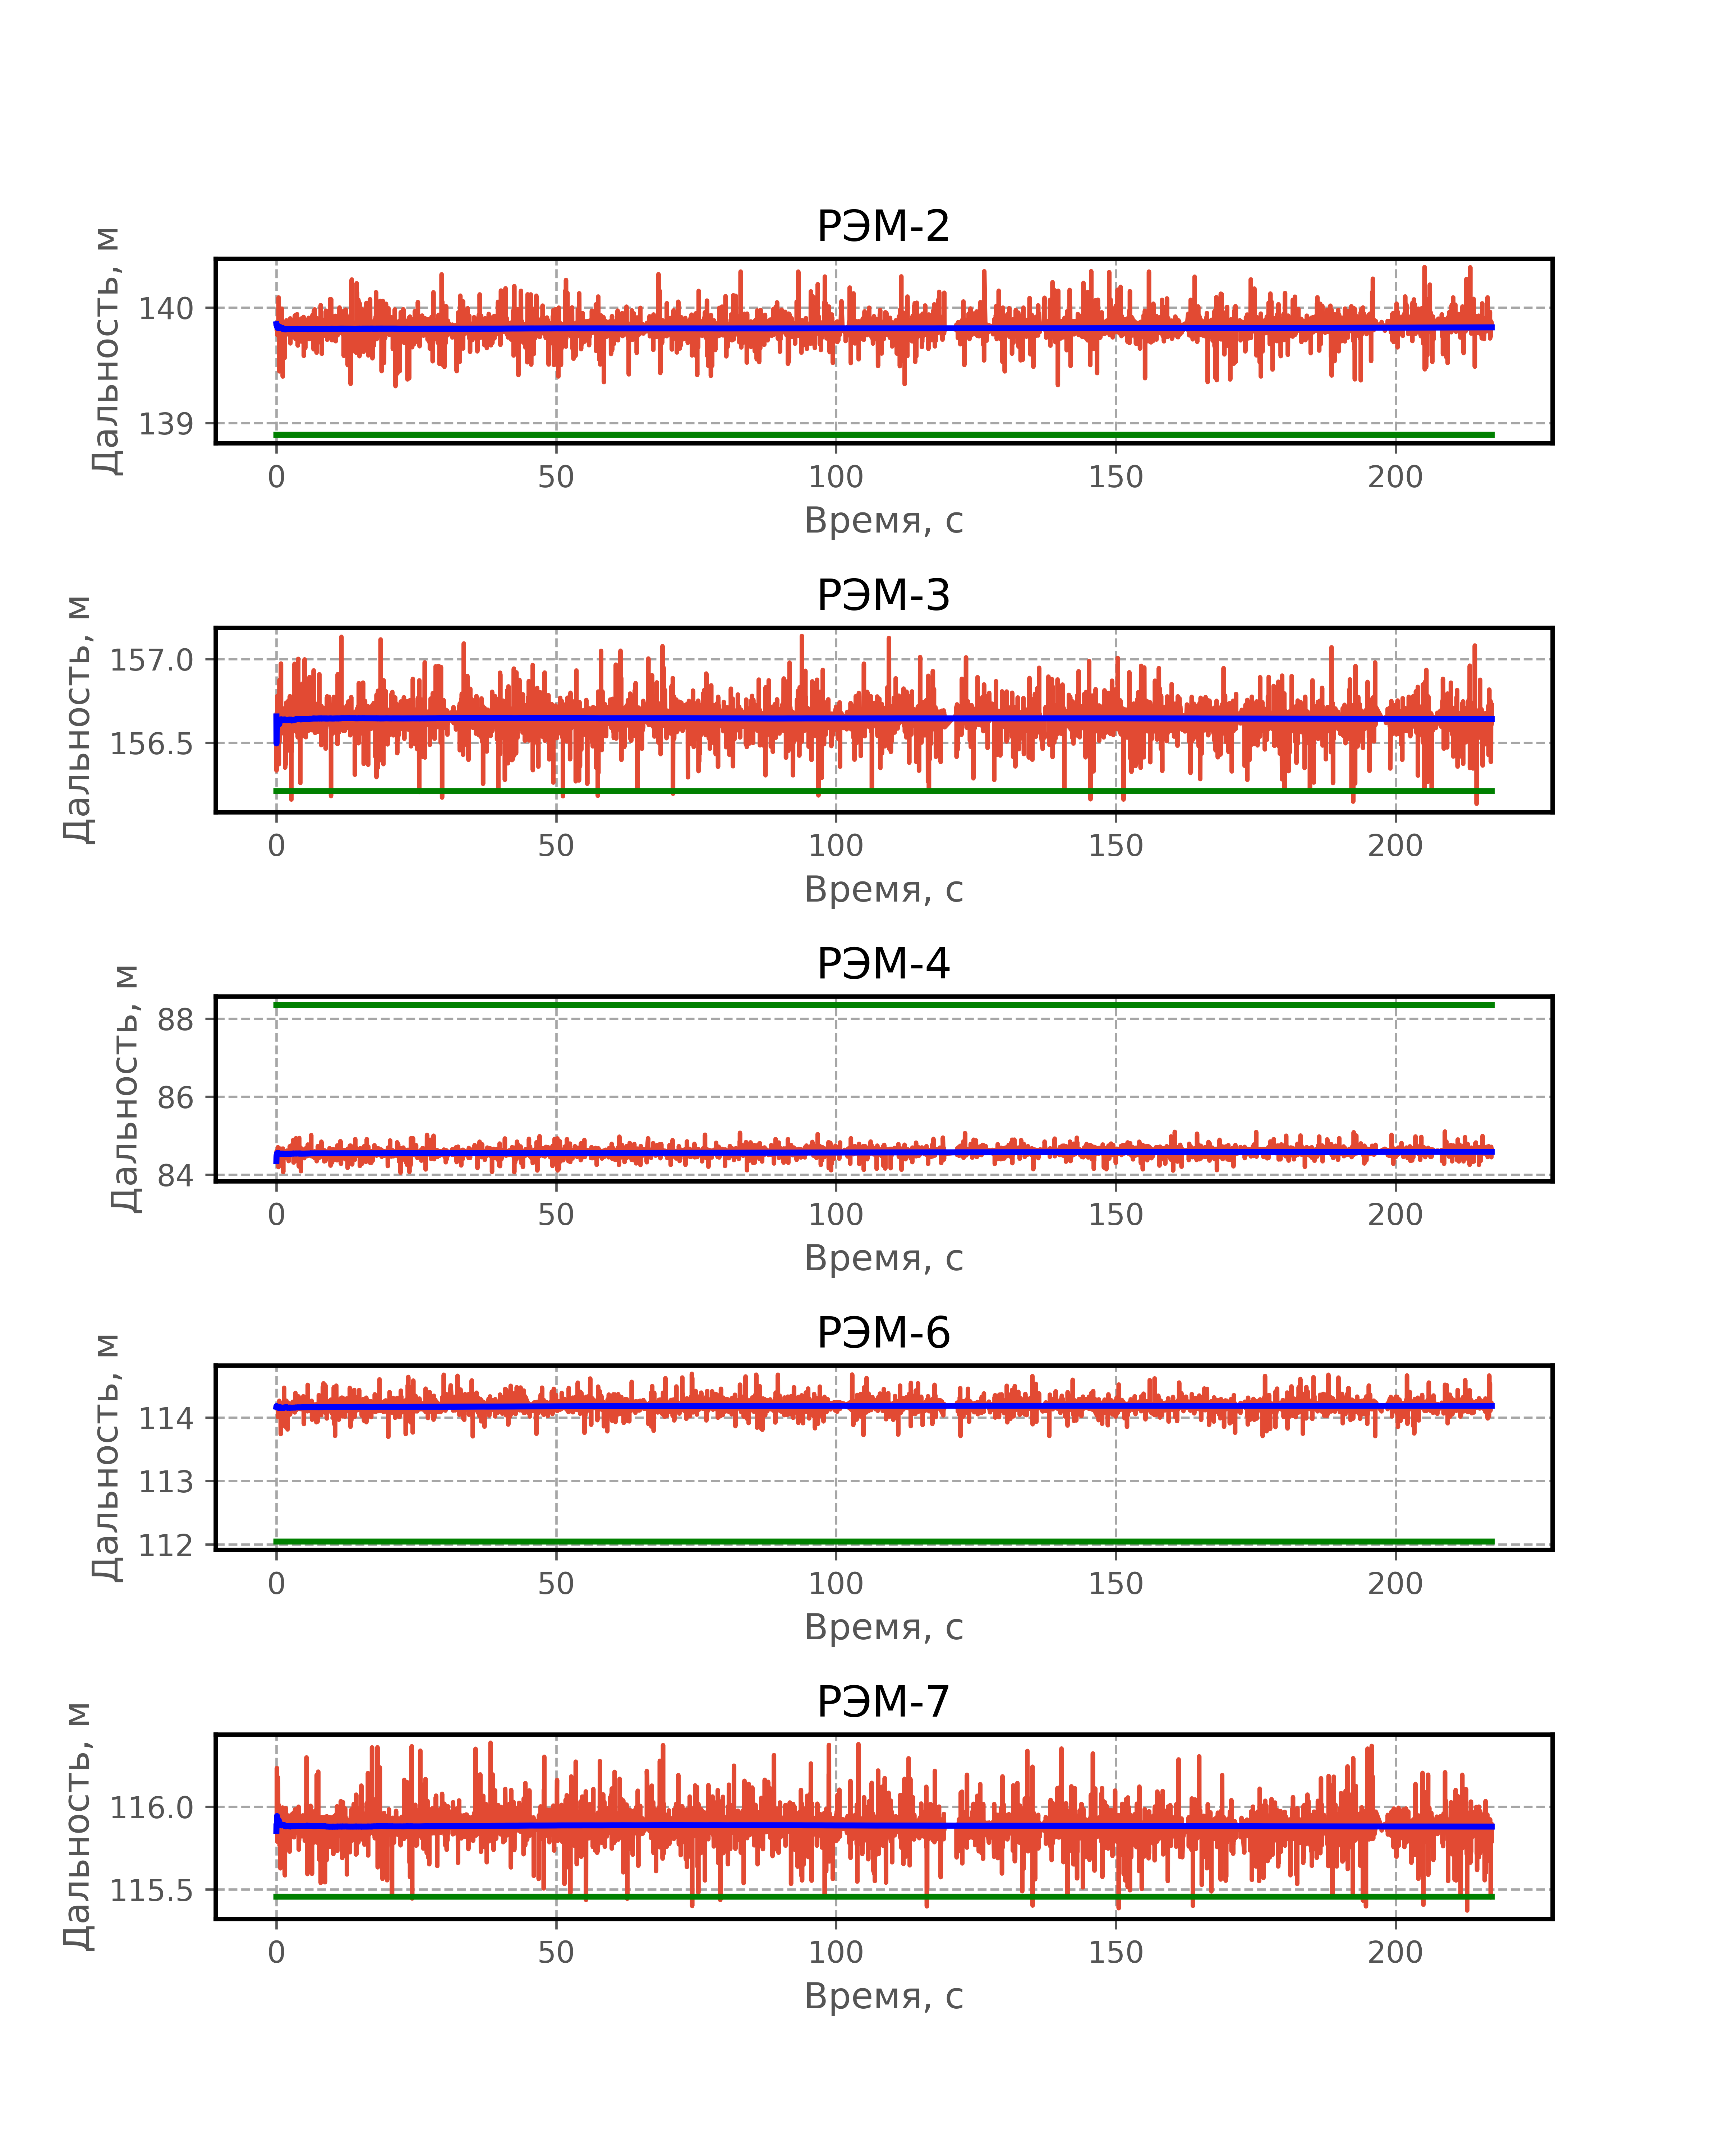 РЭМ-2
Дальность, м
140
139
0 50 100 150 200
Время, с
РЭМ-3
Дальность, м
157.0
156.5
0 50 100 150 200
Время, с
РЭМ-4
Дальность, м
88
86
84
0 50 100 150 200
Время, с
РЭМ-6
Дальность, м
114
113
112
0 50 100 150 200
Время, с
РЭМ-7
Дальность, м
116.0
115.5
0 50 100 150 200
Время, с